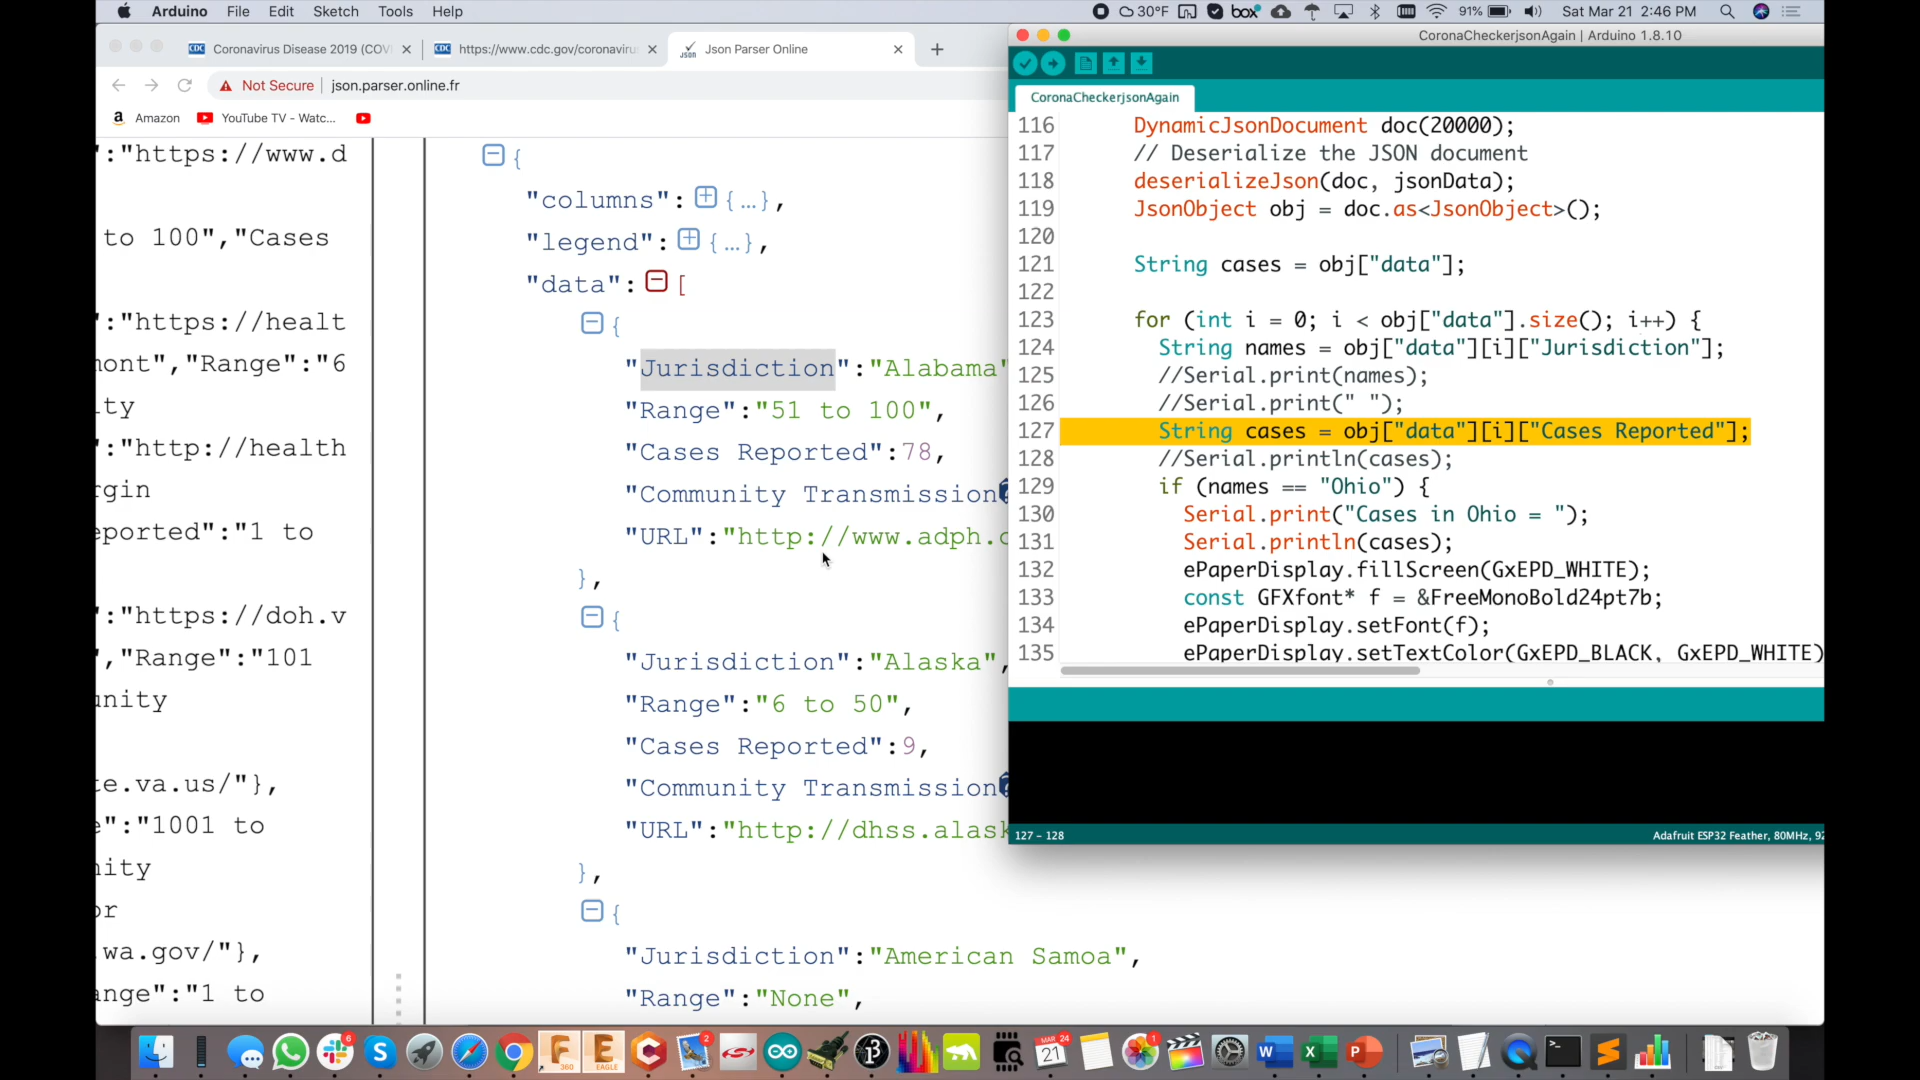 Arduino File Edit Sketch Tools Help
30°F box 91% Sat Mar 21 2:46 PM
Coronavirus Disease 2019 (COV
https://www.cdc.gov/coronaviru
Json Parser Online
Not Secure | json.parser.online.fr
Amazon YouTube TV - Watc...
":"https://www.d
to 100","Cases
":"https://healt
mont","Range":"6
ity
":"http://health
rgin
eported":"1 to
":"https://doh.v
","Range":"101
unity
te.va.us/"},
e":"1001 to
nity
or
wa.gov/"},
ange":"1 to
{
"columns": {...},
"legend": {...},
"data": [
{
"Jurisdiction":"Alabama"
"Range":"51 to 100",
"Cases Reported":78,
"Community Transmission�
"URL":"http://www.adph.o
},
{
"Jurisdiction":"Alaska",
"Range":"6 to 50",
"Cases Reported":9,
"Community Transmission�
"URL":"http://dhss.alask
},
{
"Jurisdiction":"American Samoa",
"Range":"None",
CoronaCheckerjsonAgain | Arduino 1.8.10
CoronaCheckerjsonAgain
116 DynamicJsonDocument doc(20000);
117 // Deserialize the JSON document
118 deserializeJson(doc, jsonData);
119 JsonObject obj = doc.as<JsonObject>();
120
121 String cases = obj["data"];
122
123 for (int i = 0; i < obj["data"].size(); i++) {
124 String names = obj["data"][i]["Jurisdiction"];
125 //Serial.print(names);
126 //Serial.print(" ");
127 String cases = obj["data"][i]["Cases Reported"];
128 //Serial.println(cases);
129 if (names == "Ohio") {
130 Serial.print("Cases in Ohio = ");
131 Serial.println(cases);
132 ePaperDisplay.fillScreen(GxEPD_WHITE);
133 const GFXfont* f = &FreeMonoBold24pt7b;
134 ePaperDisplay.setFont(f);
135 ePaperDisplay.setTextColor(GxEPD_BLACK, GxEPD_WHITE)
127 - 128
Adafruit ESP32 Feather, 80MHz, 92